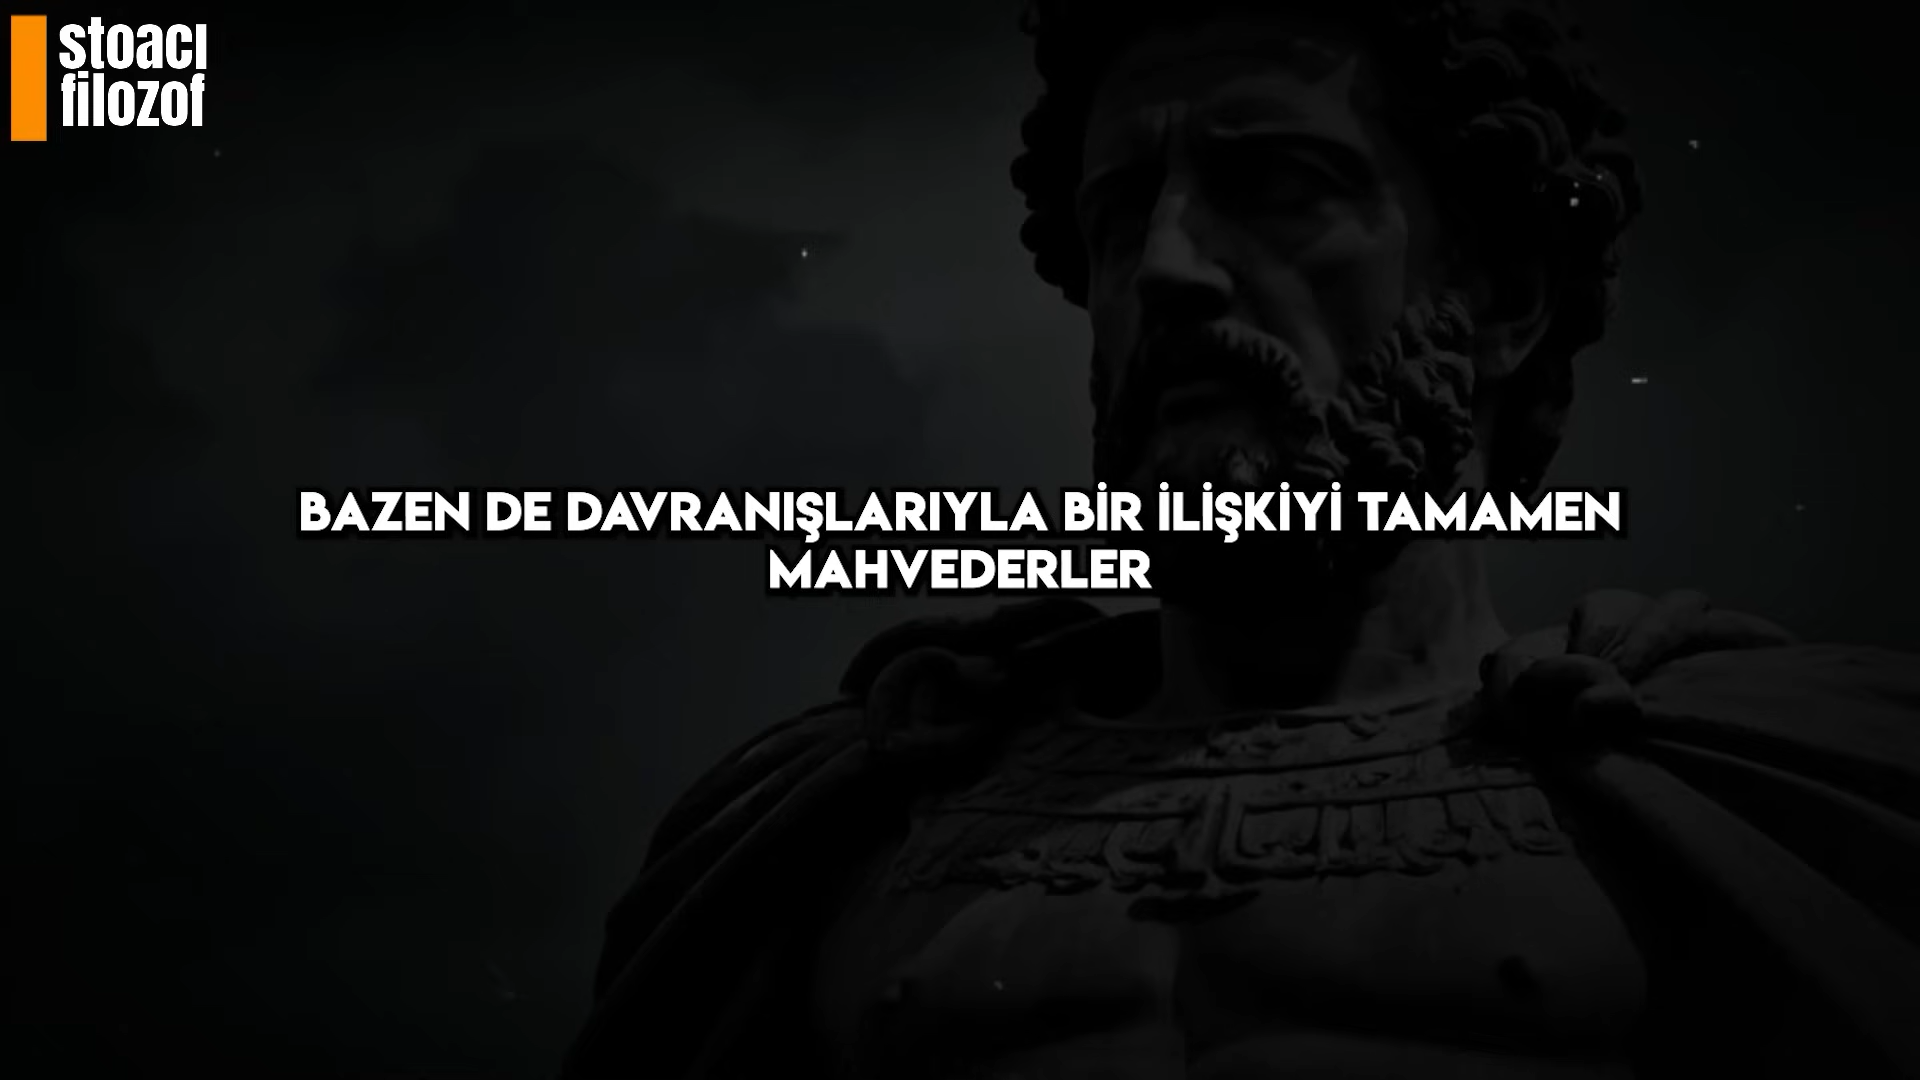 stoacı
filozof
BAZEN DE DAVRANIŞLARIYLA BİR İLİŞKİYİ TAMAMEN
MAHVEDERLER